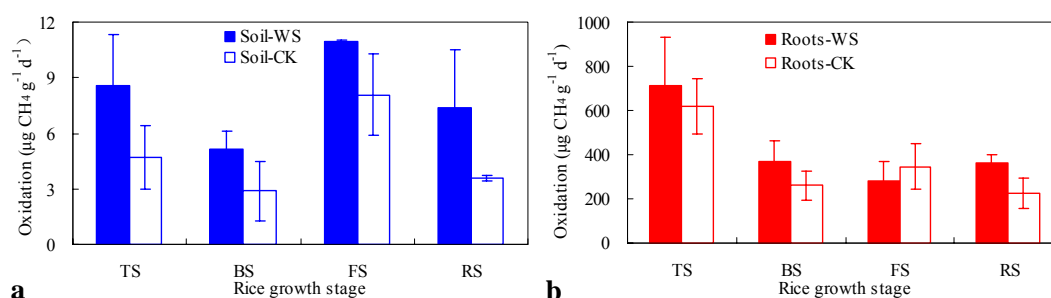 12
9
6
3
0
Oxidation (μg CH4 g⁻¹ d⁻¹)
Soil-WS
Soil-CK
TS
BS
FS
RS
Rice growth stage
a
1000
800
600
400
200
0
Oxidation (μg CH4 g⁻¹ d⁻¹)
Roots-WS
Roots-CK
TS
BS
FS
RS
Rice growth stage
b